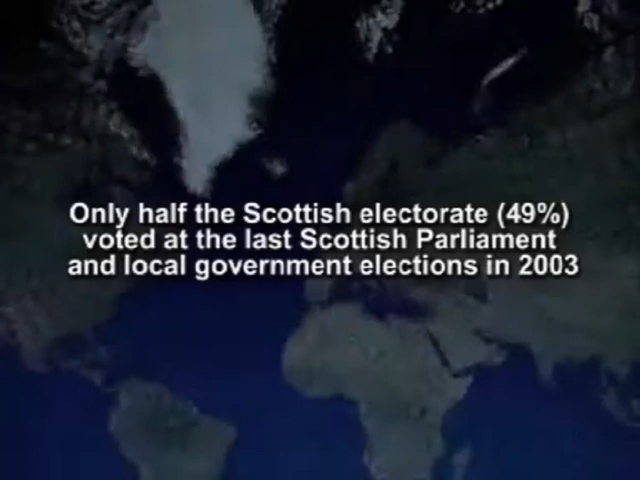 Only half the Scottish electorate (49%)
voted at the last Scottish Parliament
and local government elections in 2003